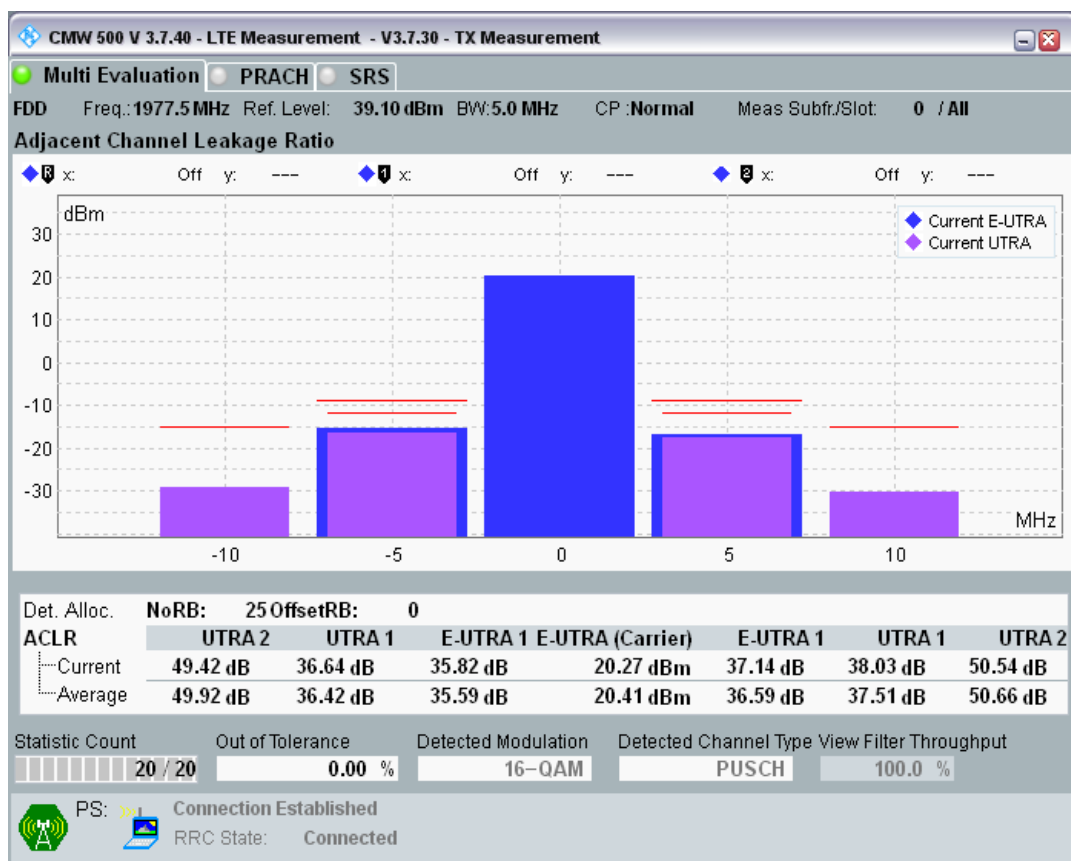 CMW 500 V 3.7.40 - LTE Measurement - V3.7.30 - TX Measurement
Multi Evaluation PRACH SRS
FDD Freq.:1977.5 MHz Ref. Level: 39.10 dBm BW:5.0 MHz CP :Normal Meas Subfr./Slot: 0 / All
Adjacent Channel Leakage Ratio
R x: Off y: --- 1 x: Off y: --- 2 x: Off y: ---
dBm
Current E-UTRA
Current UTRA
30
20
10
0
-10
-20
-30
MHz
-10 -5 0 5 10
Det. Alloc. NoRB: 25 OffsetRB: 0
ACLR UTRA 2 UTRA 1 E-UTRA 1 E-UTRA (Carrier) E-UTRA 1 UTRA 1 UTRA 2
Current 49.42 dB 36.64 dB 35.82 dB 20.27 dBm 37.14 dB 38.03 dB 50.54 dB
Average 49.92 dB 36.42 dB 35.59 dB 20.41 dBm 36.59 dB 37.51 dB 50.66 dB
Statistic Count Out of Tolerance Detected Modulation Detected Channel Type View Filter Throughput
20 / 20 0.00 % 16-QAM PUSCH 100.0 %
PS: Connection Established
RRC State: Connected